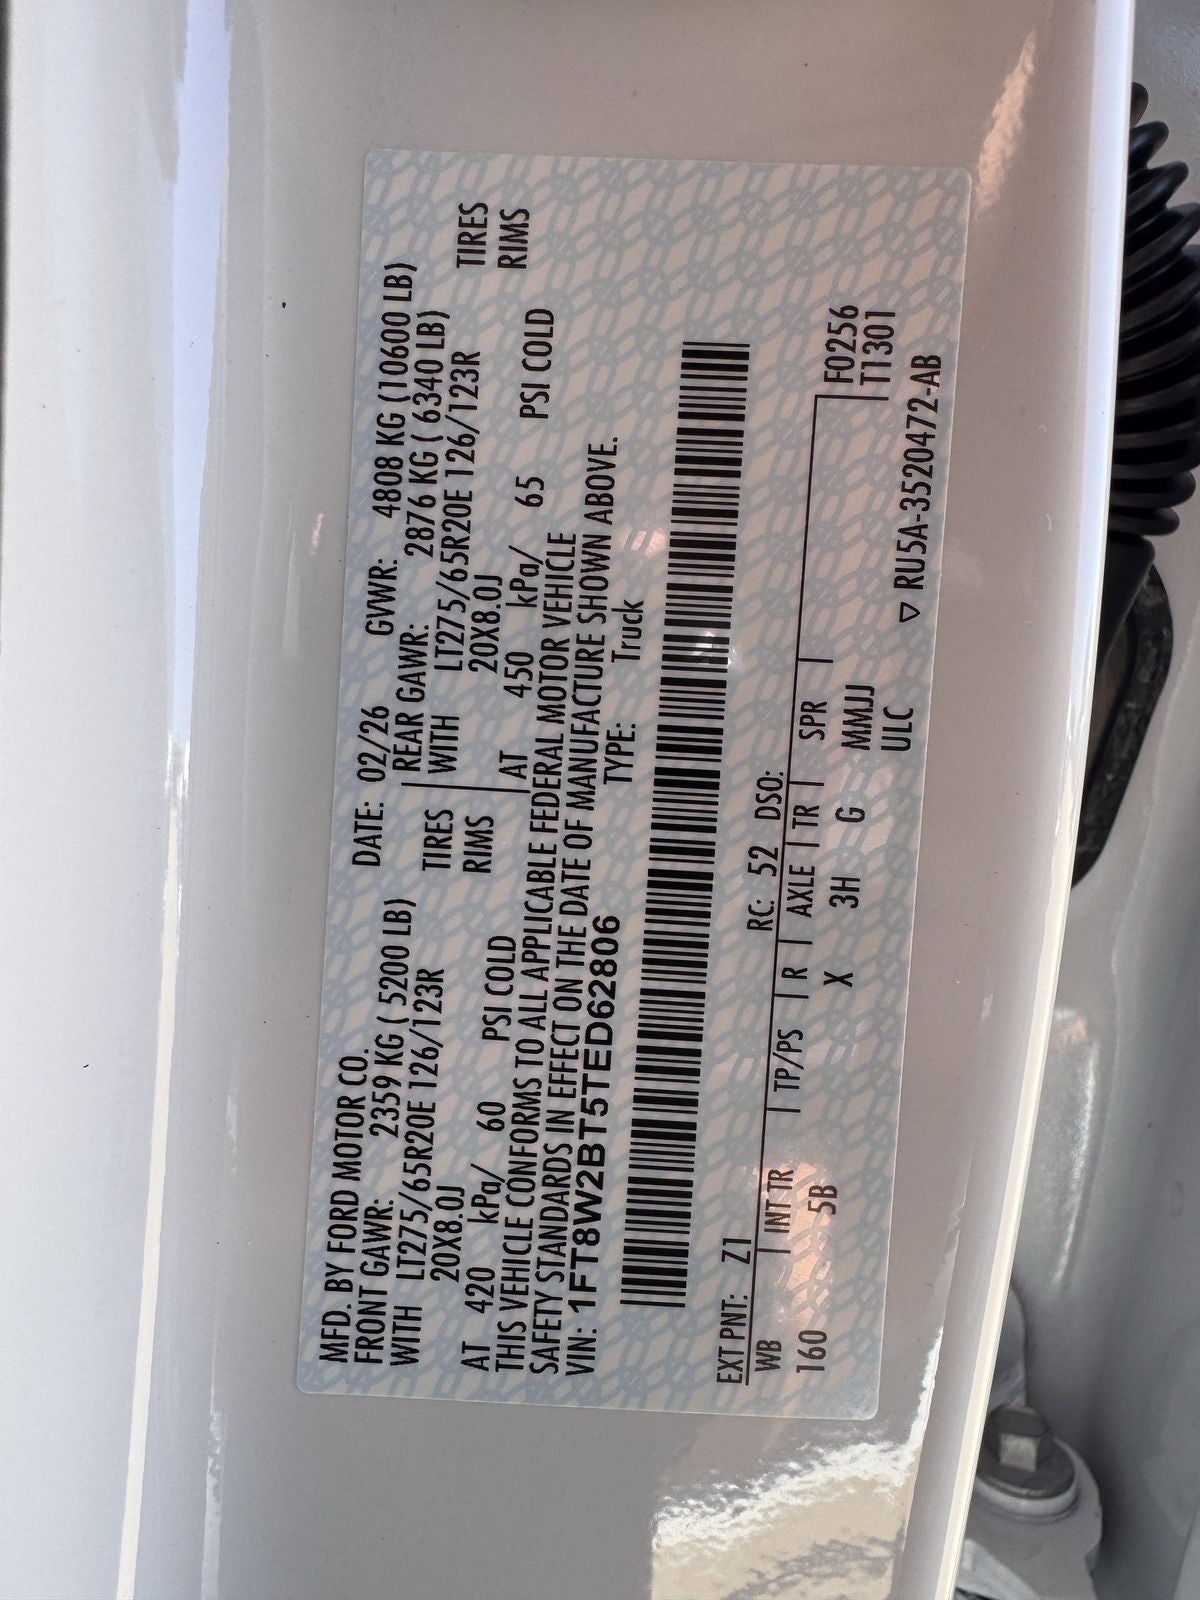 MFD. BY FORD MOTOR CO.
DATE: 02/26 GVWR: 4808 KG (10600 LB)
FRONT GAWR: 2359 KG ( 5200 LB)
REAR GAWR: 2876 KG ( 6340 LB)
WITH LT275/65R20E 126/123R TIRES
WITH LT275/65R20E 126/123R TIRES
20X8.0J RIMS
20X8.0J RIMS
AT 420 kPa/ 60 PSI COLD
AT 450 kPa/ 65 PSI COLD
THIS VEHICLE CONFORMS TO ALL APPLICABLE FEDERAL MOTOR VEHICLE
SAFETY STANDARDS IN EFFECT ON THE DATE OF MANUFACTURE SHOWN ABOVE.
VIN: 1FT8W2BT5TED62806 TYPE: Truck
EXT PNT: Z1 RC: 52 DSO:
WB INT TR TP/PS R AXLE TR SPR
F0256
T1301
160 5B X 3H G MMJJ
ULC
▽ RU5A-3520472-AB